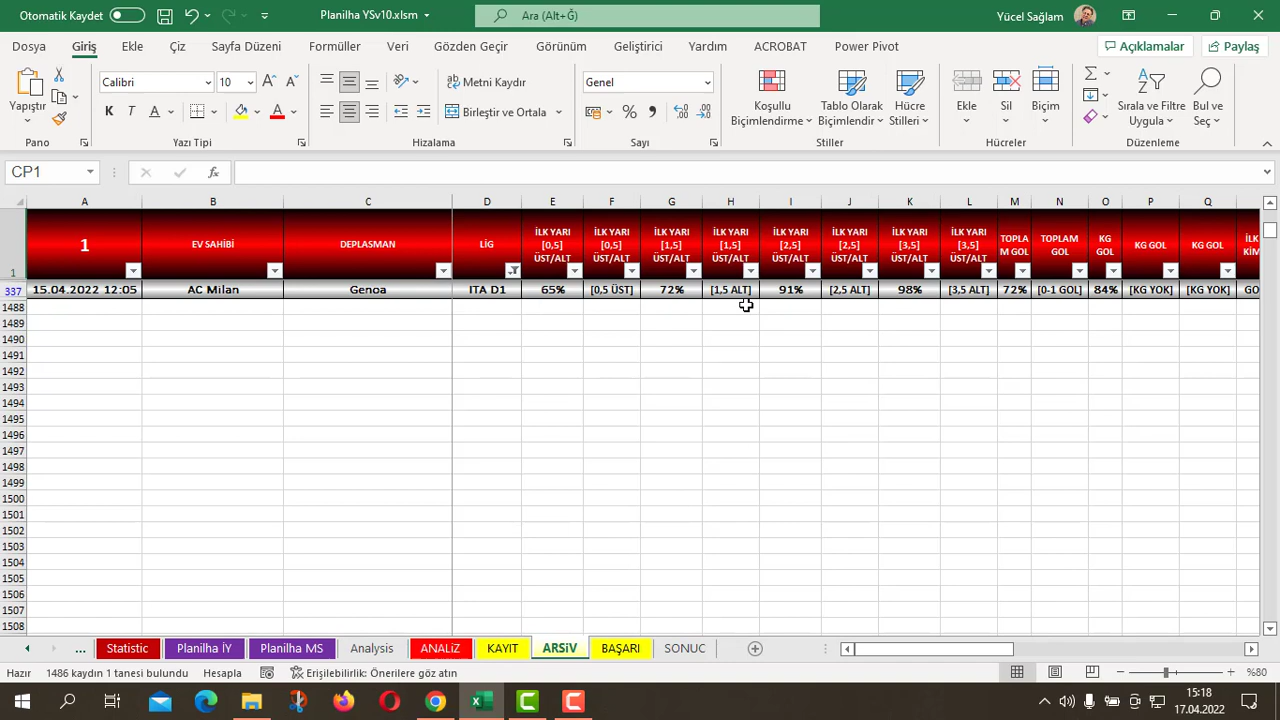 Otomatik Kaydet
Planilha YSv10.xlsm
Ara (Alt+Ğ)
Yücel Sağlam
Dosya Giriş Ekle Çiz Sayfa Düzeni Formüller Veri Gözden Geçir Görünüm Geliştirici Yardım ACROBAT Power Pivot
Açıklamalar Paylaş
Yapıştır
Calibri 10
K T A
Metni Kaydır
Birleştir ve Ortala
Genel
Koşullu Biçimlendirme
Tablo Olarak Biçimlendir
Hücre Stilleri
Ekle Sil Biçim
Sırala ve Filtre Uygula
Bul ve Seç
Pano Yazı Tipi Hizalama Sayı Stiller Hücreler Düzenleme
CP1
A B C D E F G H I J K L M N O P Q
1 EV SAHİBİ DEPLASMAN LİG İLK YARI [0,5] ÜST/ALT İLK YARI [0,5] ÜST/ALT İLK YARI [1,5] ÜST/ALT İLK YARI [1,5] ÜST/ALT İLK YARI [2,5] ÜST/ALT İLK YARI [2,5] ÜST/ALT İLK YARI [3,5] ÜST/ALT İLK YARI [3,5] ÜST/ALT TOPLAM GOL TOPLAM GOL KG GOL KG GOL KG GOL
1
337 15.04.2022 12:05 AC Milan Genoa ITA D1 65% [0,5 ÜST] 72% [1,5 ALT] 91% [2,5 ALT] 98% [3,5 ALT] 72% [0-1 GOL] 84% [KG YOK] [KG YOK] GO
1488
1489
1490
1491
1492
1493
1494
1495
1496
1497
1498
1499
1500
1501
1502
1503
1504
1505
1506
1507
1508
... Statistic Planilha İY Planilha MS Analysis ANALiZ KAYIT ARSiV BAŞARI SONUC
Hazır 1486 kaydın 1 tanesi bulundu Erişilebilirlik: Önerilere göz atın %80
15:18
17.04.2022